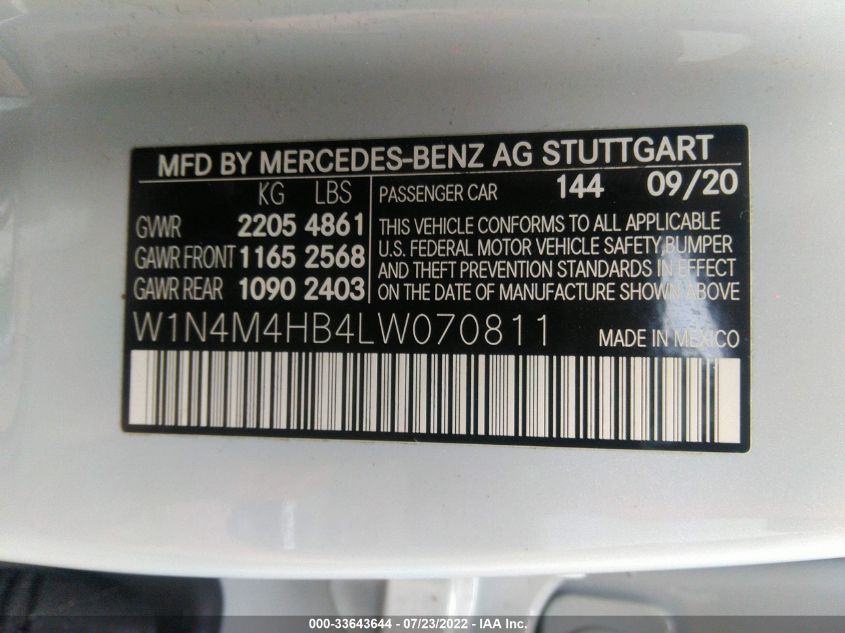 MFD BY MERCEDES-BENZ AG STUTTGART
KG LBS
GVWR 2205 4861
GAWR FRONT 1165 2568
GAWR REAR 1090 2403
PASSENGER CAR 144 09/20
THIS VEHICLE CONFORMS TO ALL APPLICABLE
U.S. FEDERAL MOTOR VEHICLE SAFETY,BUMPER
AND THEFT PREVENTION STANDARDS IN EFFECT
ON THE DATE OF MANUFACTURE SHOWN ABOVE
W1N4M4HB4LW070811 MADE IN MEXICO
000-33643644 - 07/23/2022 - IAA Inc.